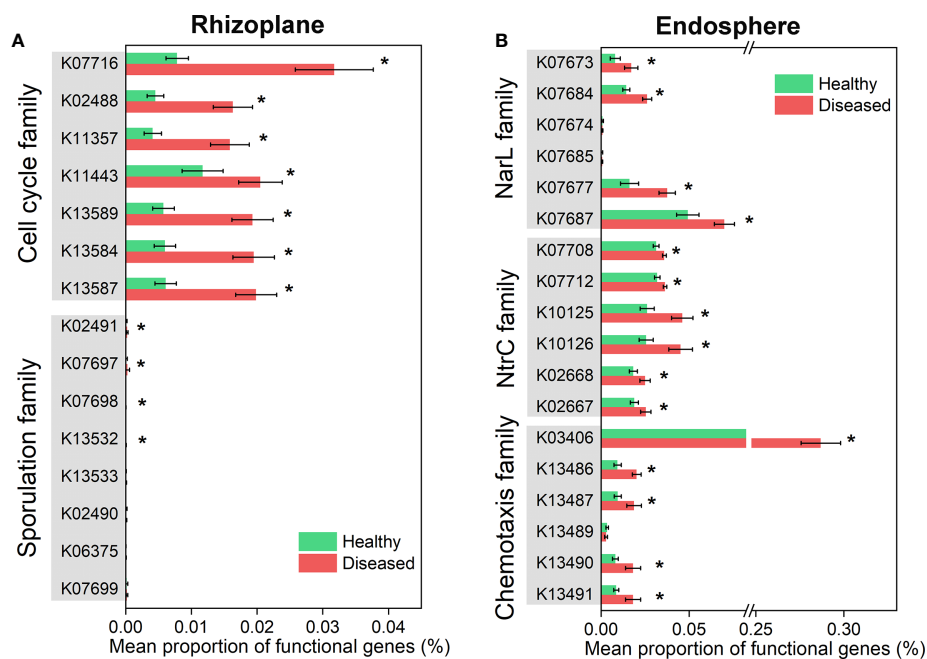 Rhizoplane
A
Cell cycle family
K07716 *
K02488 *
K11357 *
K11443 *
K13589 *
K13584 *
K13587 *
Sporulation family
K02491 *
K07697 *
K07698 *
K13532 *
K13533
K02490
K06375
K07699
Healthy
Diseased
0.00 0.01 0.02 0.03 0.04
Mean proportion of functional genes (%)
Endosphere
B
NarL family
K07673 *
K07684 *
K07674
K07685
K07677 *
K07687 *
Healthy
Diseased
NtrC family
K07708 *
K07712 *
K10125 *
K10126 *
K02668 *
K02667 *
Chemotaxis family
K03406 *
K13486 *
K13487 *
K13489
K13490 *
K13491 *
0.00 0.05 0.25 0.30
Mean proportion of functional genes (%)